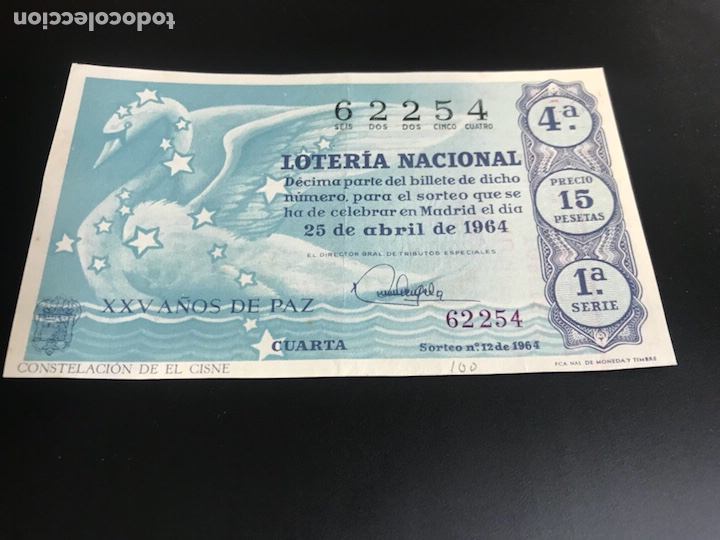 todocoleccion
62254
SEIS DOS DOS CINCO CUATRO
LOTERÍA NACIONAL
Décima parte del billete de dicho
número, para el sorteo que se
ha de celebrar en Madrid el día
25 de abril de 1964
EL DIRECTOR GRAL. DE TRIBUTOS ESPECIALES
4ª.
PRECIO
15
PESETAS
1ª.
SERIE
XXV AÑOS DE PAZ
62254
CUARTA
Sorteo nº. 12 de 1964
CONSTELACIÓN DE EL CISNE
100
FCA. NAL. DE MONEDA Y TIMBRE